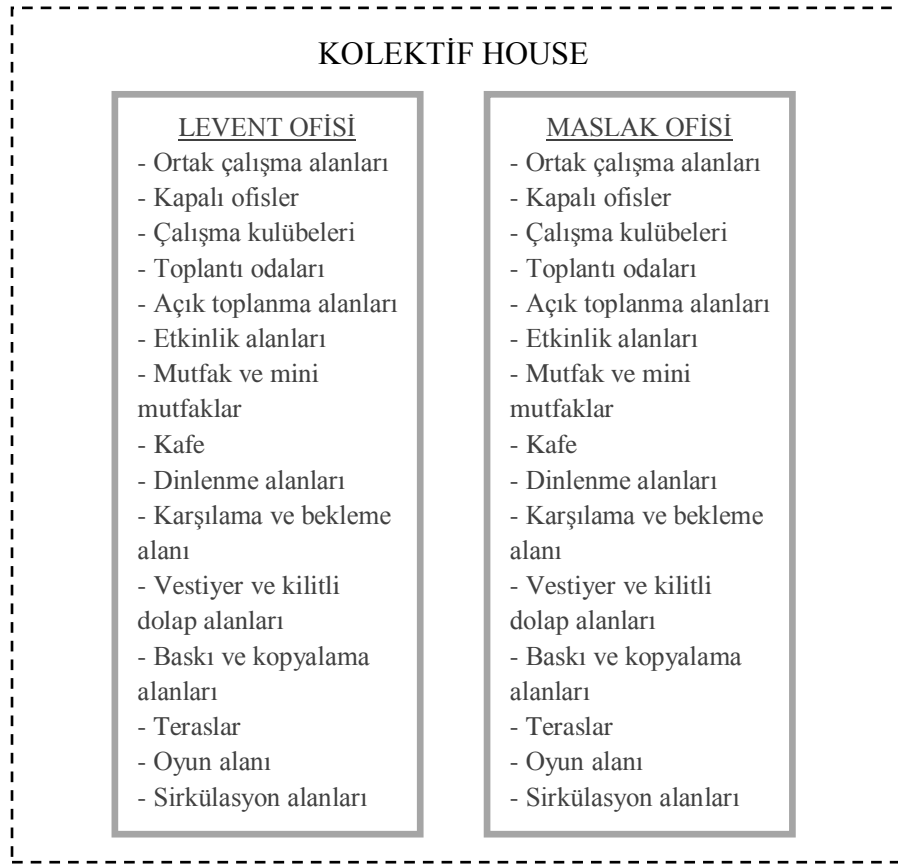 KOLEKTİF HOUSE
LEVENT OFİSİ
- Ortak çalışma alanları
- Kapalı ofisler
- Çalışma kulübeleri
- Toplantı odaları
- Açık toplanma alanları
- Etkinlik alanları
- Mutfak ve mini
mutfaklar
- Kafe
- Dinlenme alanları
- Karşılama ve bekleme
alanı
- Vestiyer ve kilitli
dolap alanları
- Baskı ve kopyalama
alanları
- Teraslar
- Oyun alanı
- Sirkülasyon alanları
MASLAK OFİSİ
- Ortak çalışma alanları
- Kapalı ofisler
- Çalışma kulübeleri
- Toplantı odaları
- Açık toplanma alanları
- Etkinlik alanları
- Mutfak ve mini
mutfaklar
- Kafe
- Dinlenme alanları
- Karşılama ve bekleme
alanı
- Vestiyer ve kilitli
dolap alanları
- Baskı ve kopyalama
alanları
- Teraslar
- Oyun alanı
- Sirkülasyon alanları